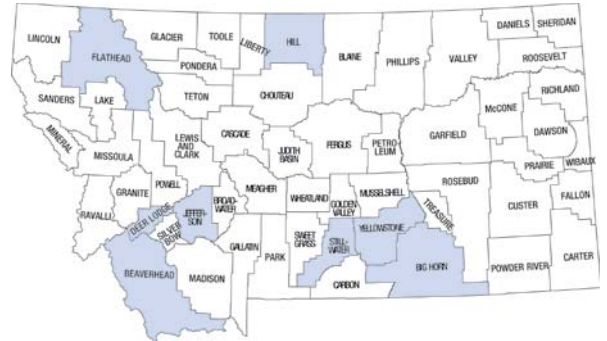 LINCOLN
FLATHEAD
GLACIER
TOOLE
LIBERTY
HILL
BLAINE
PHILLIPS
VALLEY
DANIELS
SHERIDAN
ROOSEVELT
PONDERA
SANDERS
LAKE
TETON
CHOUTEAU
RICHLAND
McCONE
MINERAL
MISSOULA
LEWIS
AND
CLARK
CASCADE
JUDITH
BASIN
FERGUS
PETRO
LEUM
GARFIELD
DAWSON
PRAIRIE
WIBAUX
RAVALLI
GRANITE
POWELL
MEAGHER
BROAD-
WATER
WHEATLAND
GOLDEN
VALLEY
MUSSELSHELL
TREASURE
ROSEBUD
CUSTER
FALLON
DEER LODGE
SILVER
BOW
JEFFER-
SON
GALLATIN
PARK
SWEET
GRASS
STILL-
WATER
YELLOWSTONE
BEAVERHEAD
MADISON
CARBON
BIG HORN
POWDER RIVER
CARTER